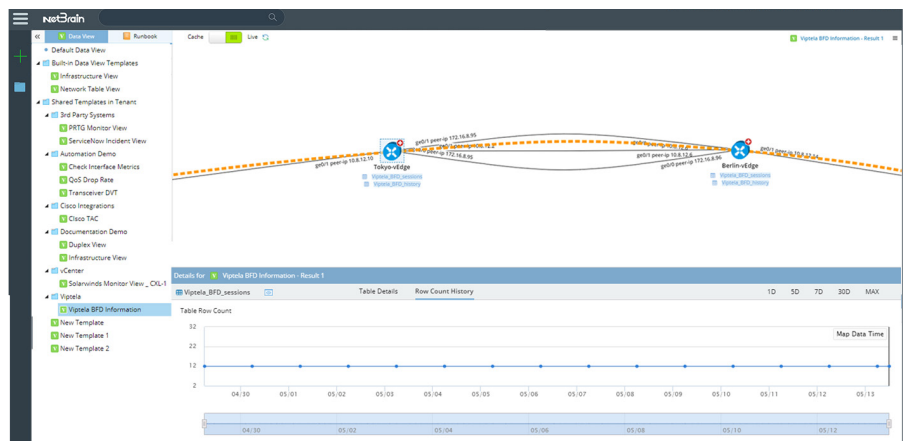 NetBrain
Data View
Runbook
Cache
Live
Viptela BFD Information - Result 1
Default Data View
Built-in Data View Templates
Infrastructure View
Network Table View
Shared Templates in Tenant
3rd Party Systems
PRTG Monitor View
ServiceNow Incident View
Automation Demo
Check Interface Metrics
QoS Drop Rate
Transceiver DVT
Cisco Integrations
Cisco TAC
Documentation Demo
Duplex View
Infrastructure View
vCenter
Solarwinds Monitor View _ CXL-1
Viptela
Viptela BFD Information
New Template
New Template 1
New Template 2
ge0/1 peer-ip 172.16.8.95
ge0/1 peer-ip 10.8.12.10
ge0/1 peer-ip 172.16.8.95
Tokyo-vEdge
Viptela_BFD_sessions
Viptela_BFD_history
ge0/1 peer-ip 10.8.12.6
ge0/1 peer-ip 172.16.8.96
Berlin-vEdge
Viptela_BFD_sessions
Viptela_BFD_history
Details for Viptela BFD Information - Result 1
Viptela_BFD_sessions
Table Details
Row Count History
1D 5D 7D 30D MAX
Table Row Count
Map Data Time
32
22
12
2
04/30 05/01 05/02 05/03 05/04 05/05 05/06 05/07 05/08 05/09 05/10 05/11 05/12 05/13
04/30 05/02 05/04 05/06 05/08 05/10 05/12